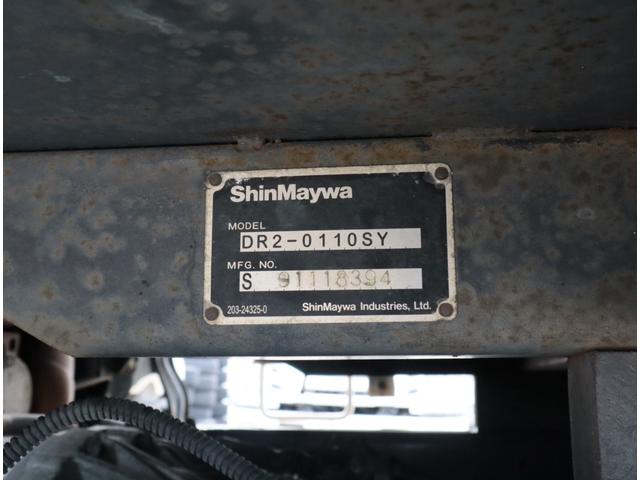 ShinMaywa
MODEL
DR2-0110SY
MFG. NO.
S 91118394
203-24325-0 ShinMaywa Industries, Ltd.